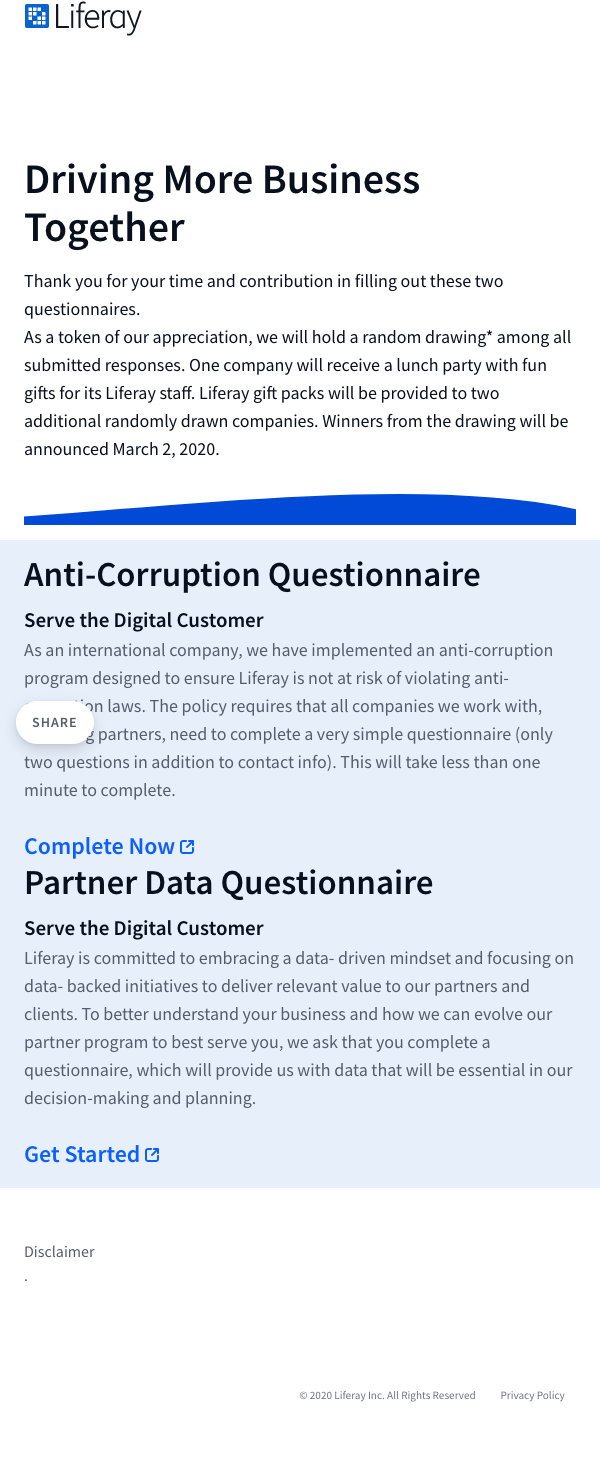 Liferay
Driving More Business
Together
Thank you for your time and contribution in filling out these two
questionnaires.
As a token of our appreciation, we will hold a random drawing* among all
submitted responses. One company will receive a lunch party with fun
gifts for its Liferay staff. Liferay gift packs will be provided to two
additional randomly drawn companies. Winners from the drawing will be
announced March 2, 2020.
Anti-Corruption Questionnaire
Serve the Digital Customer
As an international company, we have implemented an anti-corruption
program designed to ensure Liferay is not at risk of violating anti-
laws. The policy requires that all companies we work with,
SHARE
partners, need to complete a very simple questionnaire (only
two questions in addition to contact info). This will take less than one
minute to complete.
Complete Now
Partner Data Questionnaire
Serve the Digital Customer
Liferay is committed to embracing a data- driven mindset and focusing on
data- backed initiatives to deliver relevant value to our partners and
clients. To better understand your business and how we can evolve our
partner program to best serve you, we ask that you complete a
questionnaire, which will provide us with data that will be essential in our
decision-making and planning.
Get Started
Disclaimer
.
© 2020 Liferay Inc. All Rights Reserved Privacy Policy